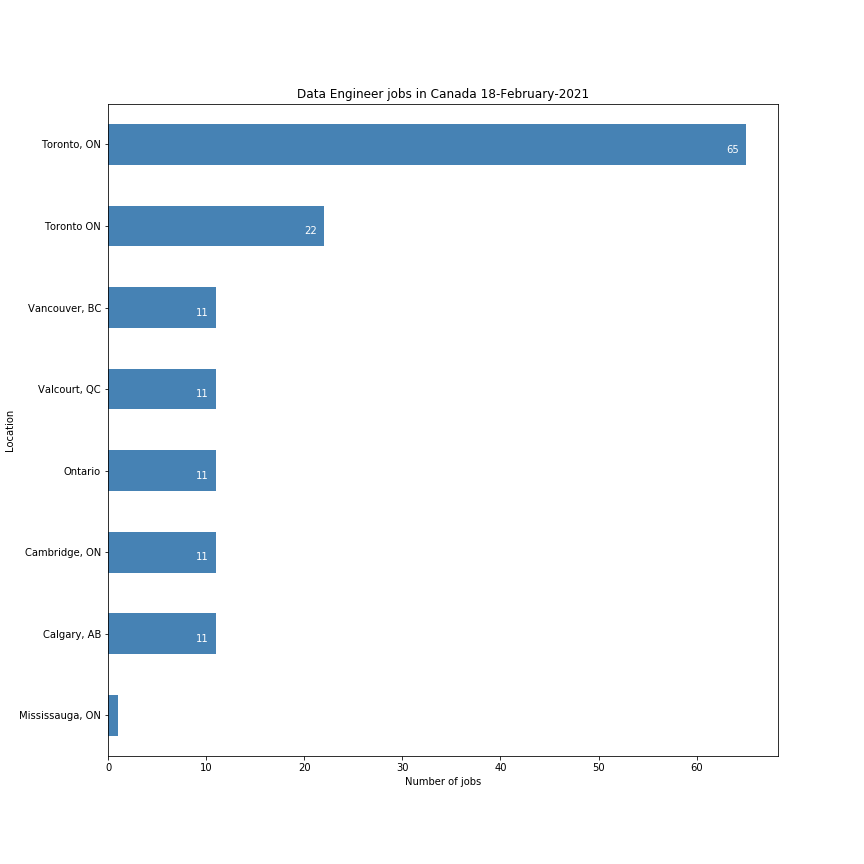 Data Engineer jobs in Canada 18-February-2021
Toronto, ON
65
Toronto ON
22
Vancouver, BC
11
Valcourt, QC
11
Location
Ontario
11
Cambridge, ON
11
Calgary, AB
11
Mississauga, ON
0 10 20 30 40 50 60
Number of jobs